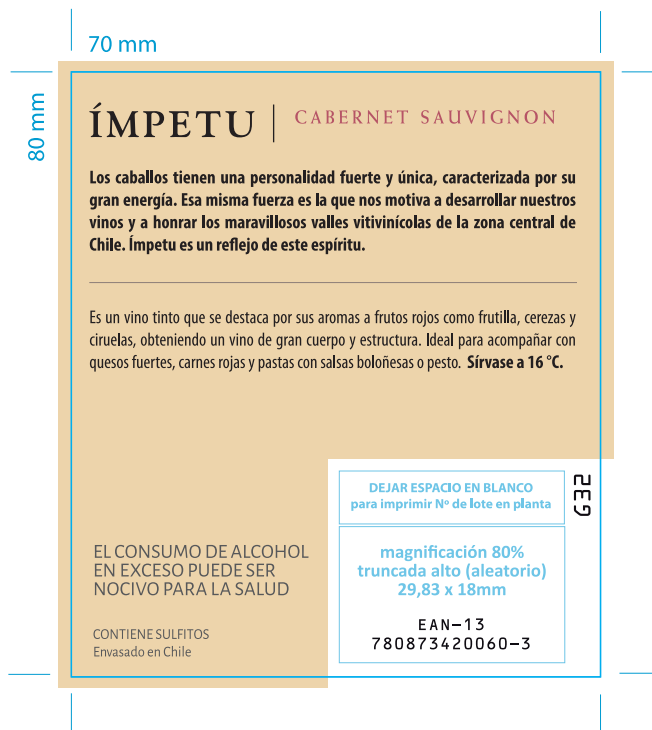 70 mm
80 mm
ÍMPETU | CABERNET SAUVIGNON
Los caballos tienen una personalidad fuerte y única, caracterizada por su
gran energía. Esa misma fuerza es la que nos motiva a desarrollar nuestros
vinos y a honrar los maravillosos valles vitivinícolas de la zona central de
Chile. Ímpetu es un reflejo de este espíritu.
Es un vino tinto que se destaca por sus aromas a frutos rojos como frutilla, cerezas y
ciruelas, obteniendo un vino de gran cuerpo y estructura. Ideal para acompañar con
quesos fuertes, carnes rojas y pastas con salsas boloñesas o pesto. Sírvase a 16 °C.
DEJAR ESPACIO EN BLANCO
para imprimir Nº de lote en planta
2EG
EL CONSUMO DE ALCOHOL
EN EXCESO PUEDE SER
NOCIVO PARA LA SALUD
CONTIENE SULFITOS
Envasado en Chile
magnificación 80%
truncada alto (aleatorio)
29,83 x 18mm
EAN-13
780873420060-3